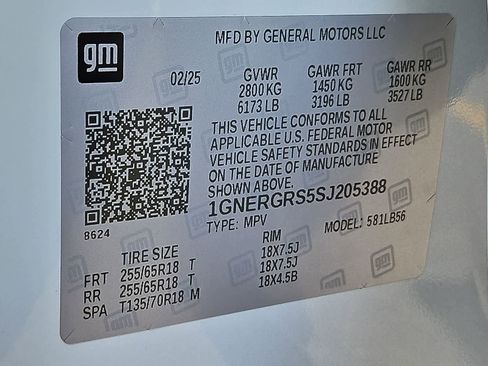 gm
MFD BY GENERAL MOTORS LLC
02/25 GVWR GAWR FRT GAWR RR
2800 KG 1450 KG 1600 KG
6173 LB 3196 LB 3527 LB
THIS VEHICLE CONFORMS TO ALL
APPLICABLE U.S. FEDERAL MOTOR
VEHICLE SAFETY STANDARDS IN EFFECT
ON THE DATE OF MANUFACTURE
SHOWN ABOVE.
1GNERGRS5SJ205388
8624 TYPE: MPV MODEL: 581LB56
TIRE SIZE RIM
FRT 255/65R18 T 18X7.5J
RR 255/65R18 T 18X7.5J
SPA T135/70R18 M 18X4.5B